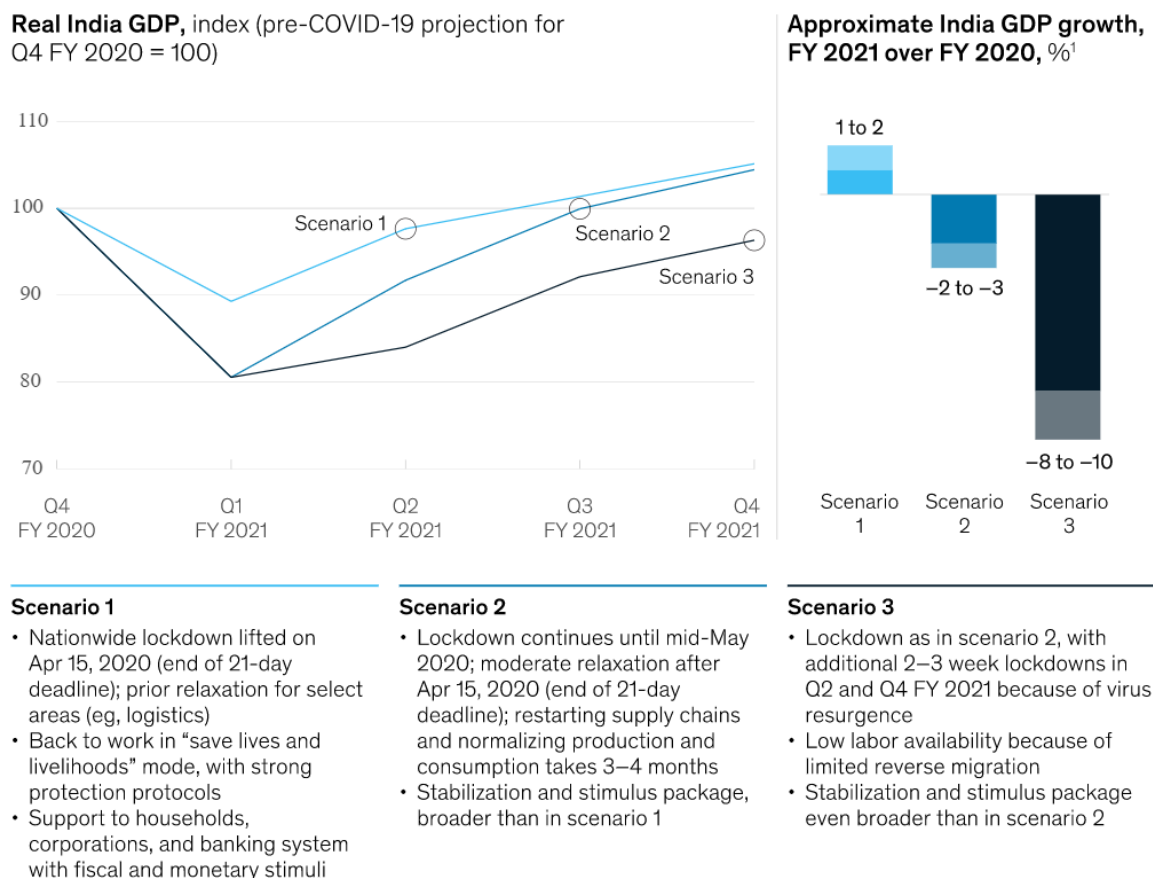 Real India GDP, index (pre-COVID-19 projection for
Q4 FY 2020 = 100)
110
100
90
80
70
Scenario 1
Scenario 2
Scenario 3
Q4
FY 2020
Q1
FY 2021
Q2
FY 2021
Q3
FY 2021
Q4
FY 2021
Approximate India GDP growth,
FY 2021 over FY 2020, %¹
1 to 2
–2 to –3
–8 to –10
Scenario
1
Scenario
2
Scenario
3
Scenario 1
• Nationwide lockdown lifted on
Apr 15, 2020 (end of 21-day
deadline); prior relaxation for select
areas (eg, logistics)
• Back to work in “save lives and
livelihoods” mode, with strong
protection protocols
• Support to households,
corporations, and banking system
with fiscal and monetary stimuli
Scenario 2
• Lockdown continues until mid-May
2020; moderate relaxation after
Apr 15, 2020 (end of 21-day
deadline); restarting supply chains
and normalizing production and
consumption takes 3–4 months
• Stabilization and stimulus package,
broader than in scenario 1
Scenario 3
• Lockdown as in scenario 2, with
additional 2–3 week lockdowns in
Q2 and Q4 FY 2021 because of virus
resurgence
• Low labor availability because of
limited reverse migration
• Stabilization and stimulus package
even broader than in scenario 2